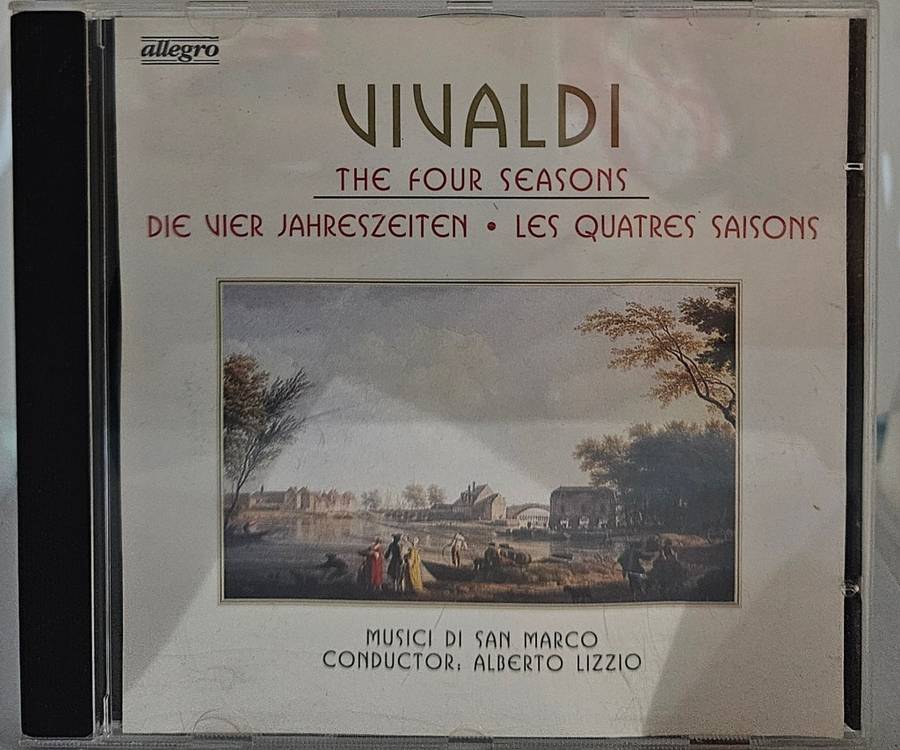 allegro
VIVALDI
THE FOUR SEASONS
DIE VIER JAHRESZEITEN • LES QUATRES SAISONS
MUSICI DI SAN MARCO
CONDUCTOR: ALBERTO LIZZIO